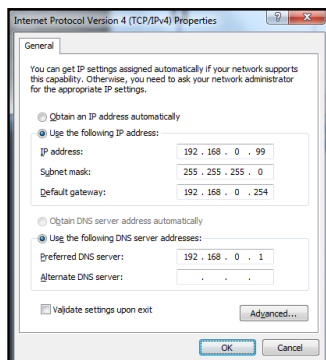 Internet Protocol Version 4 (TCP/IPv4) Properties
General
You can get IP settings assigned automatically if your network supports
this capability. Otherwise, you need to ask your network administrator
for the appropriate IP settings.
Obtain an IP address automatically
Use the following IP address:
IP address: 192 . 168 . 0 . 99
Subnet mask: 255 . 255 . 255 . 0
Default gateway: 192 . 168 . 0 . 254
Obtain DNS server address automatically
Use the following DNS server addresses:
Preferred DNS server: 192 . 168 . 0 . 1
Alternate DNS server: . . .
Validate settings upon exit
Advanced...
OK Cancel